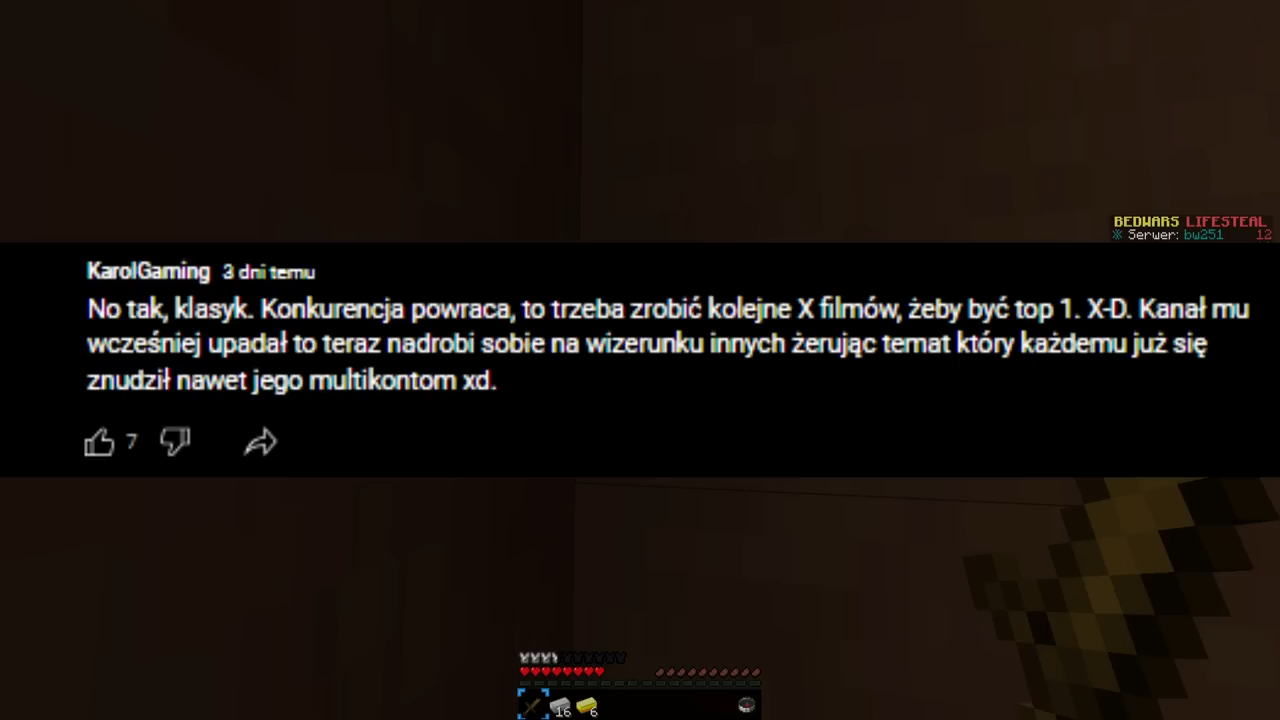 BEDWARS LIFESTEAL
Serwer: bw251 12
KarolGaming 3 dni temu
No tak, klasyk. Konkurencja powraca, to trzeba zrobić kolejne X filmów, żeby być top 1. X-D. Kanał mu
wcześniej upadał to teraz nadrobi sobie na wizerunku innych żerując temat który każdemu już się
znudził nawet jego multikontom xd.
7
16 6